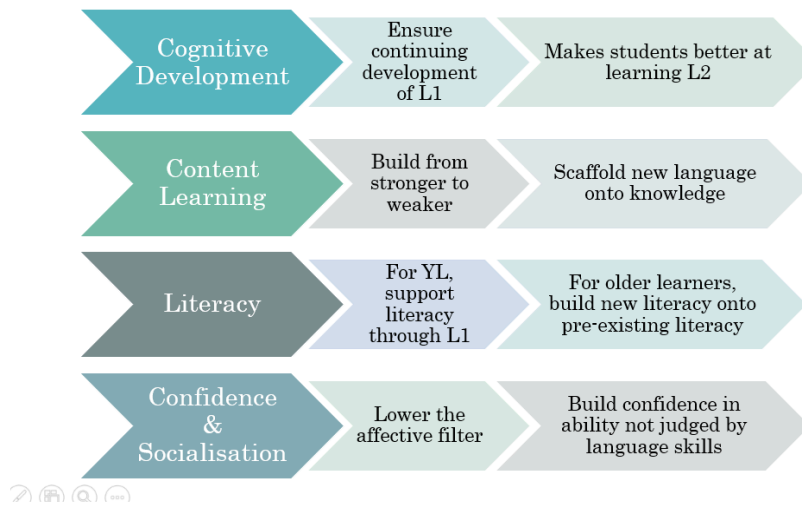 Cognitive
Development
Ensure
continuing
development
of L1
Makes students better at
learning L2
Content
Learning
Build from
stronger to
weaker
Scaffold new language
onto knowledge
Literacy
For YL,
support
literacy
through L1
For older learners,
build new literacy onto
pre-existing literacy
Confidence
&
Socialisation
Lower the
affective filter
Build confidence in
ability not judged by
language skills